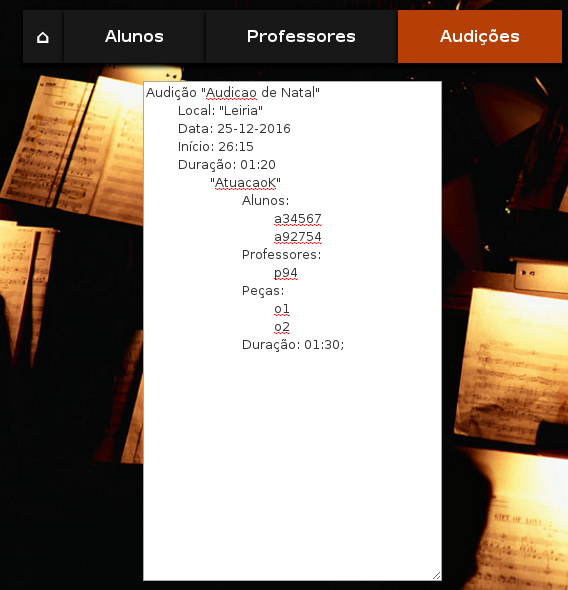 Alunos
Professores
Audições
Audição "Audicao de Natal"
Local: "Leiria"
Data: 25-12-2016
Início: 26:15
Duração: 01:20
"AtuacaoK"
Alunos:
a34567
a92754
Professores:
p94
Peças:
o1
o2
Duração: 01:30;